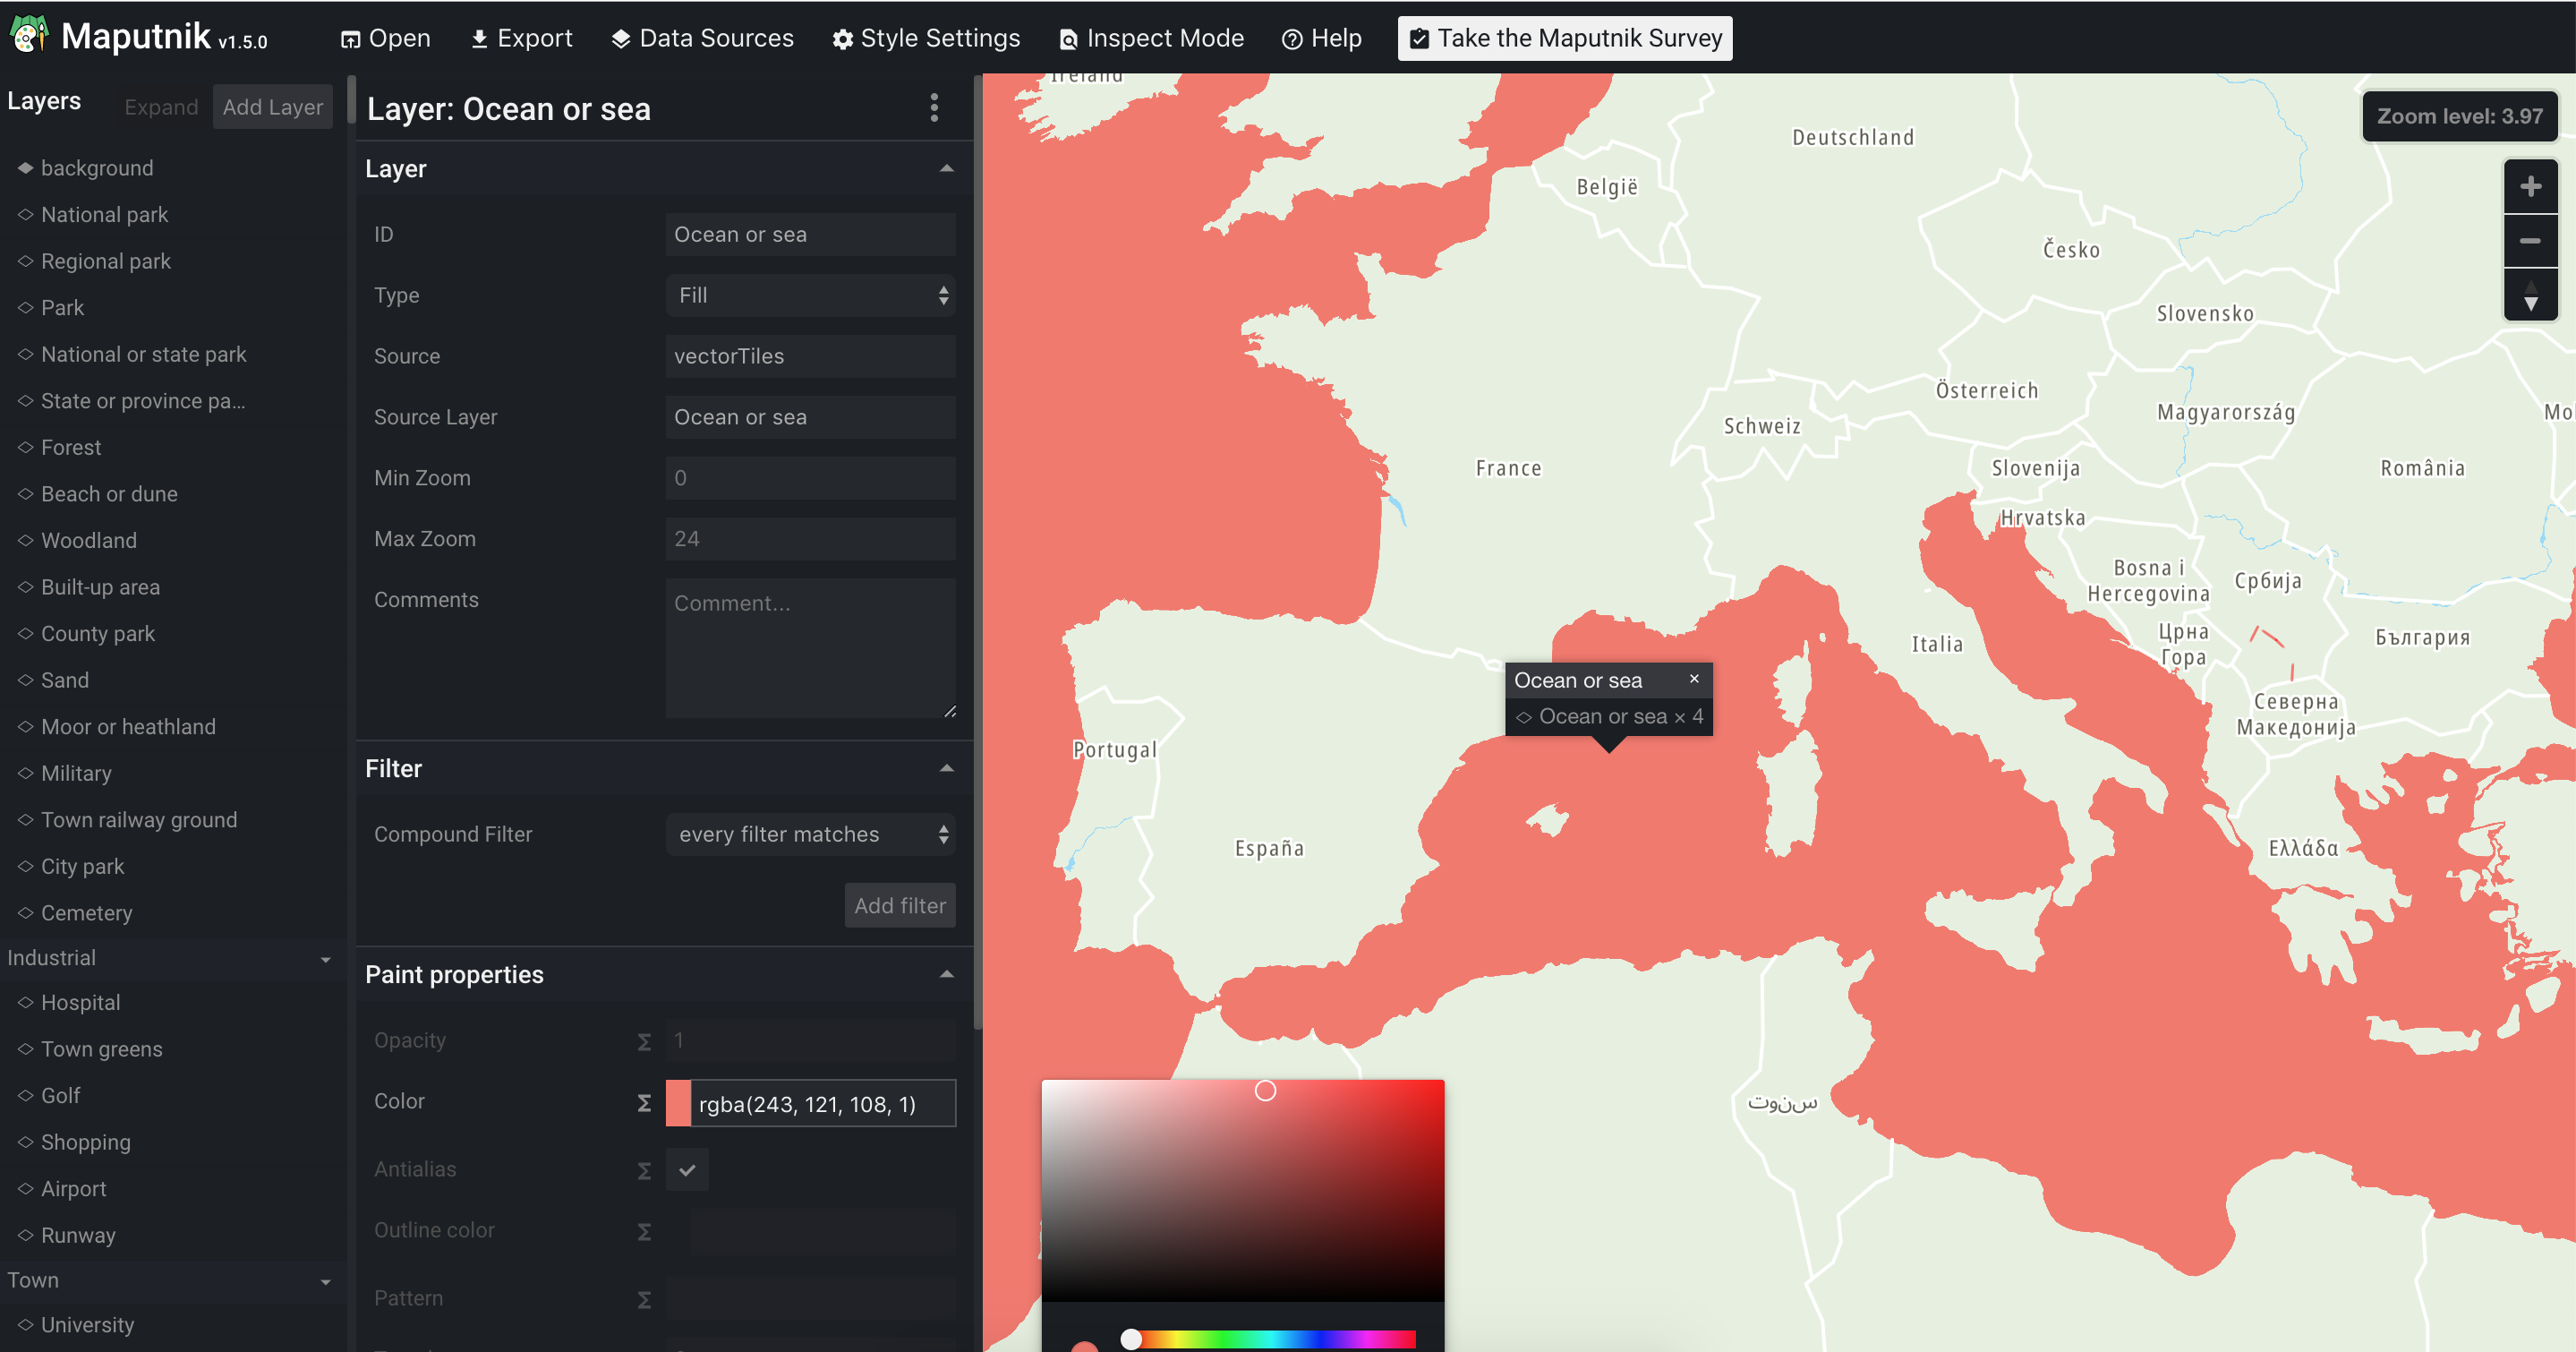 Maputnik v1.5.0
Open
Export
Data Sources
Style Settings
Inspect Mode
Help
Take the Maputnik Survey
Layers
Expand
Add Layer
background
National park
Regional park
Park
National or state park
State or province pa...
Forest
Beach or dune
Woodland
Built-up area
County park
Sand
Moor or heathland
Military
Town railway ground
City park
Cemetery
Industrial
Hospital
Town greens
Golf
Shopping
Airport
Runway
Town
University
Layer: Ocean or sea
Layer
ID
Ocean or sea
Type
Fill
Source
vectorTiles
Source Layer
Ocean or sea
Min Zoom
0
Max Zoom
24
Comments
Comment...
Filter
Compound Filter
every filter matches
Add filter
Paint properties
Opacity
Σ
1
Color
Σ
rgba(243, 121, 108, 1)
Antialias
Σ
Outline color
Σ
Pattern
Σ
Ireland
Zoom level: 3.97
Deutschland
België
Česko
Slovensko
Österreich
Magyarország
Schweiz
France
Slovenija
România
Hrvatska
Bosna i
Hercegovina
Србија
Црна
Гора
България
Italia
Ocean or sea ×
Ocean or sea × 4
Северна
Македонија
Portugal
España
Ελλάδα
سنوت